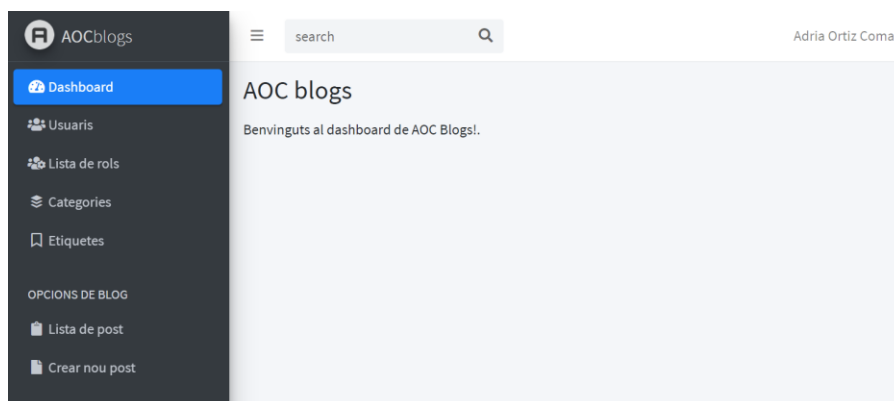 AOCblogs
search
Adria Ortiz Coma
Dashboard
AOC blogs
Usuaris
Benvinguts al dashboard de AOC Blogs!.
Lista de rols
Categories
Etiquetes
OPCIONS DE BLOG
Lista de post
Crear nou post